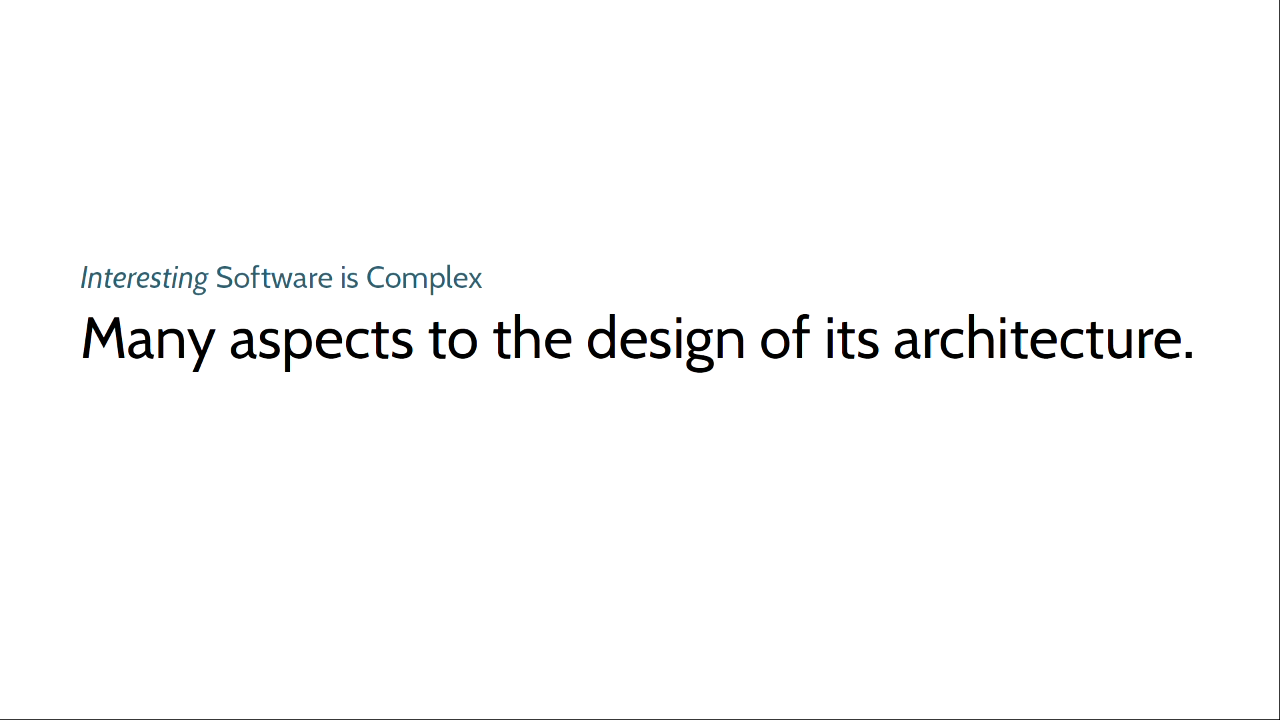 Interesting Software is Complex
Many aspects to the design of its architecture.